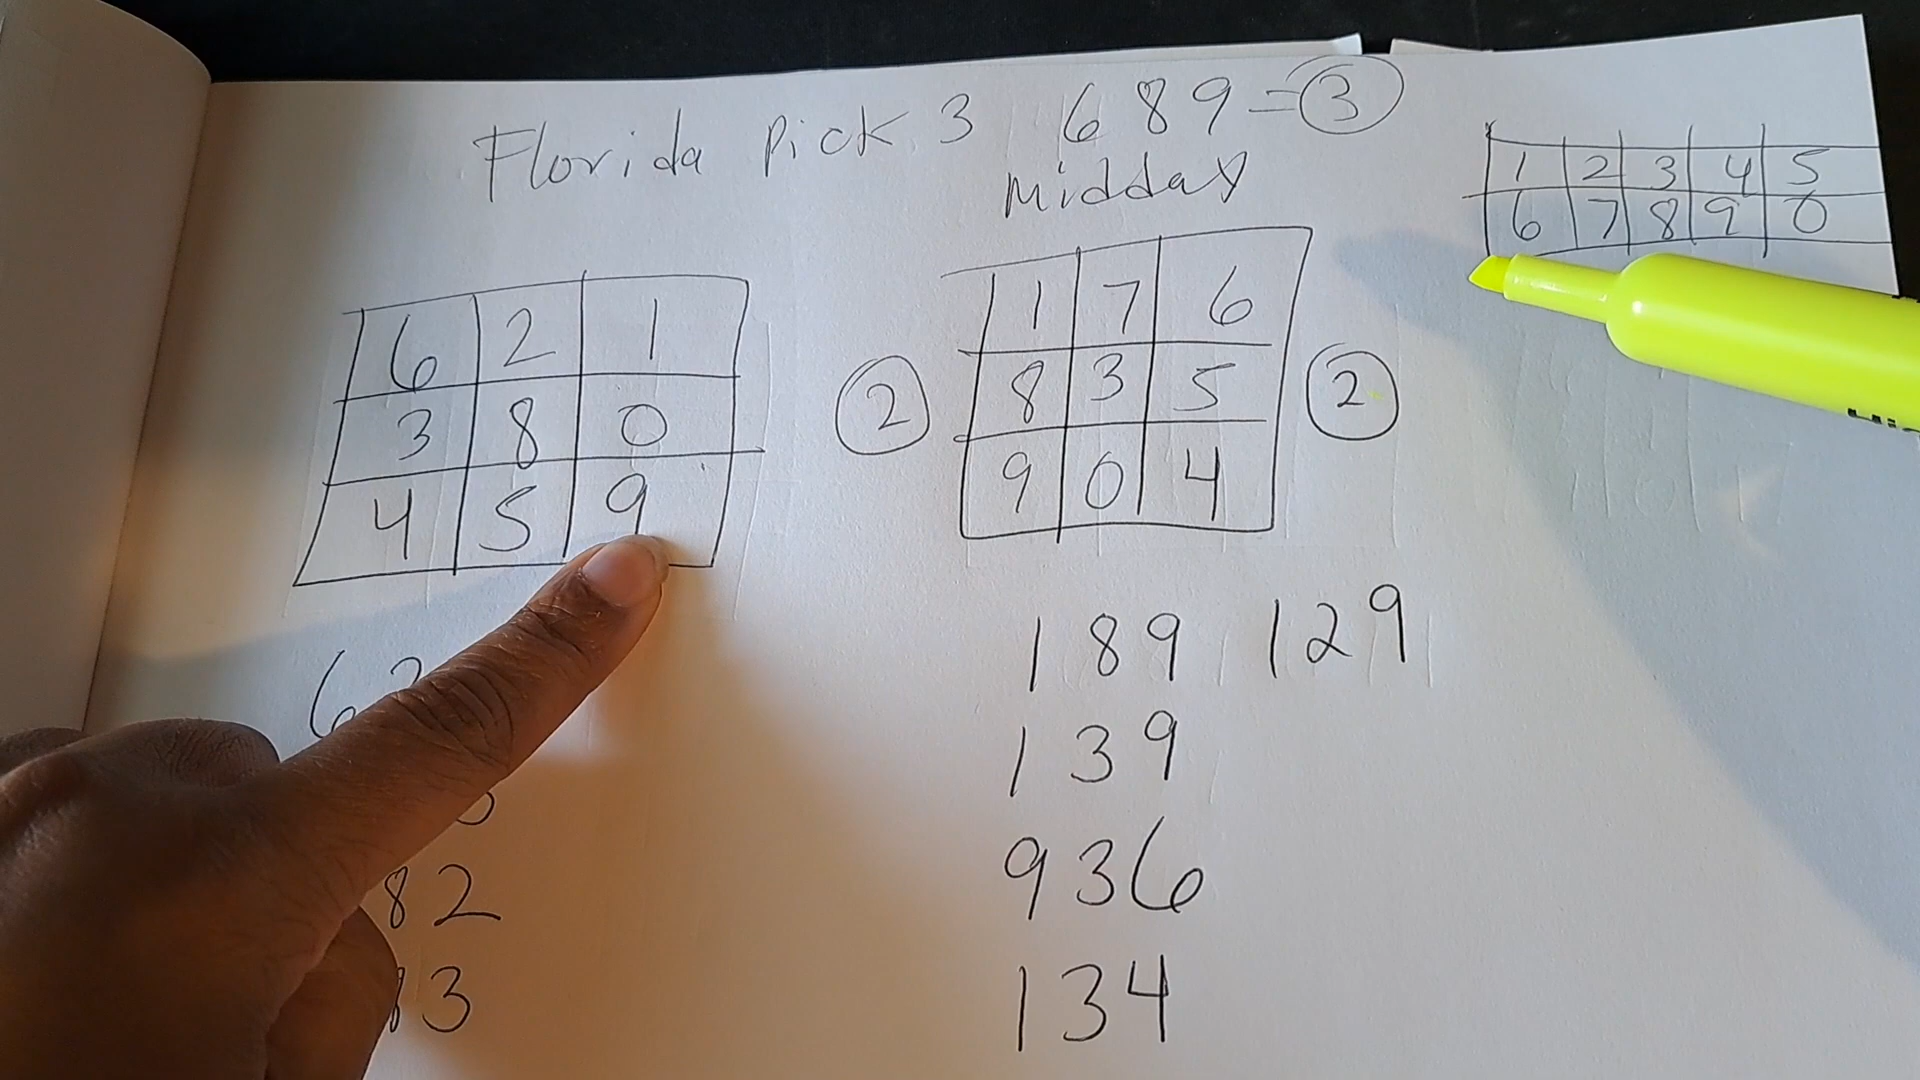 Florida Pick 3 689 = 3
Midday
1 2 3 4 5
6 7 8 9 0
6 2 1
3 8 0
4 5 9
2
1 7 6
8 3 5
9 0 4
2
6
82
3
189 129
139
936
134